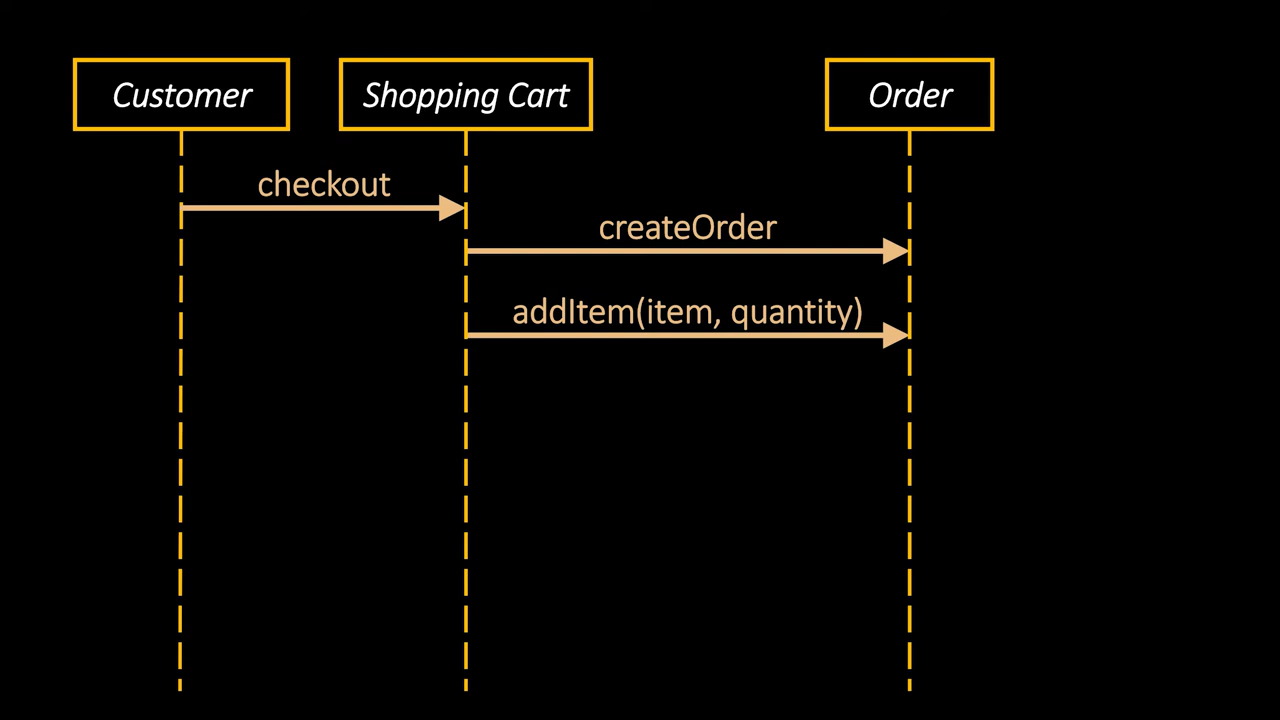 Customer
Shopping Cart
Order
checkout
createOrder
addItem(item, quantity)